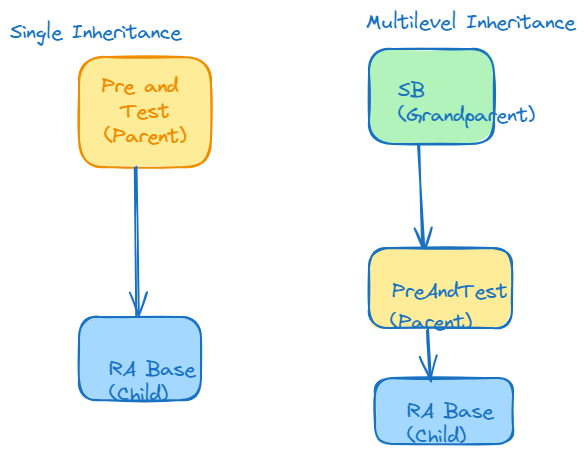 Single Inheritance
Pre and
Test
(Parent)
RA Base
(Child)
Multilevel Inheritance
SB
(Grandparent)
PreAndTest
(Parent)
RA Base
(Child)